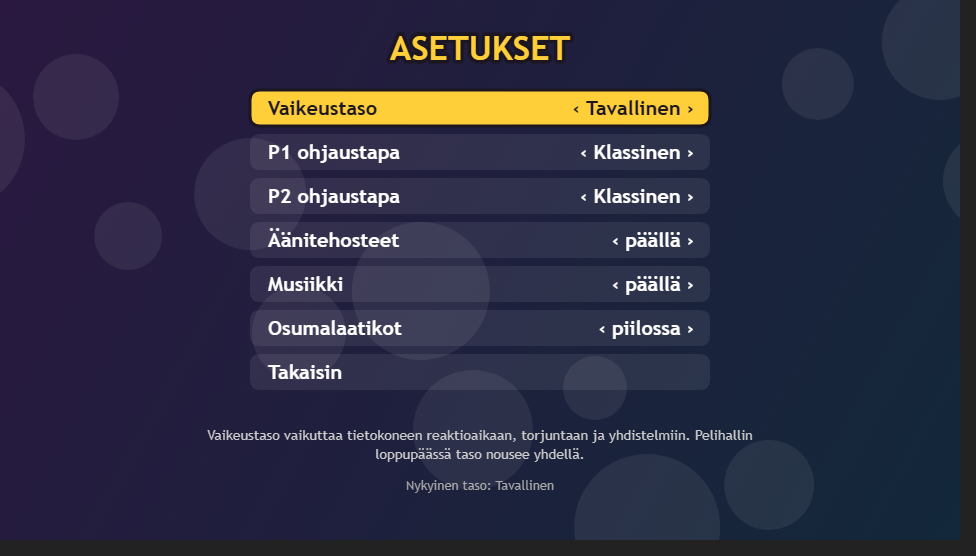 ASETUKSET
Vaikeustaso ‹ Tavallinen ›
P1 ohjaustapa ‹ Klassinen ›
P2 ohjaustapa ‹ Klassinen ›
Äänitehosteet ‹ päällä ›
Musiikki ‹ päällä ›
Osumalaatikot ‹ piilossa ›
Takaisin
Vaikeustaso vaikuttaa tietokoneen reaktioaikaan, torjuntaan ja yhdistelmiin. Pelihallin
loppupäässä taso nousee yhdellä.
Nykyinen taso: Tavallinen